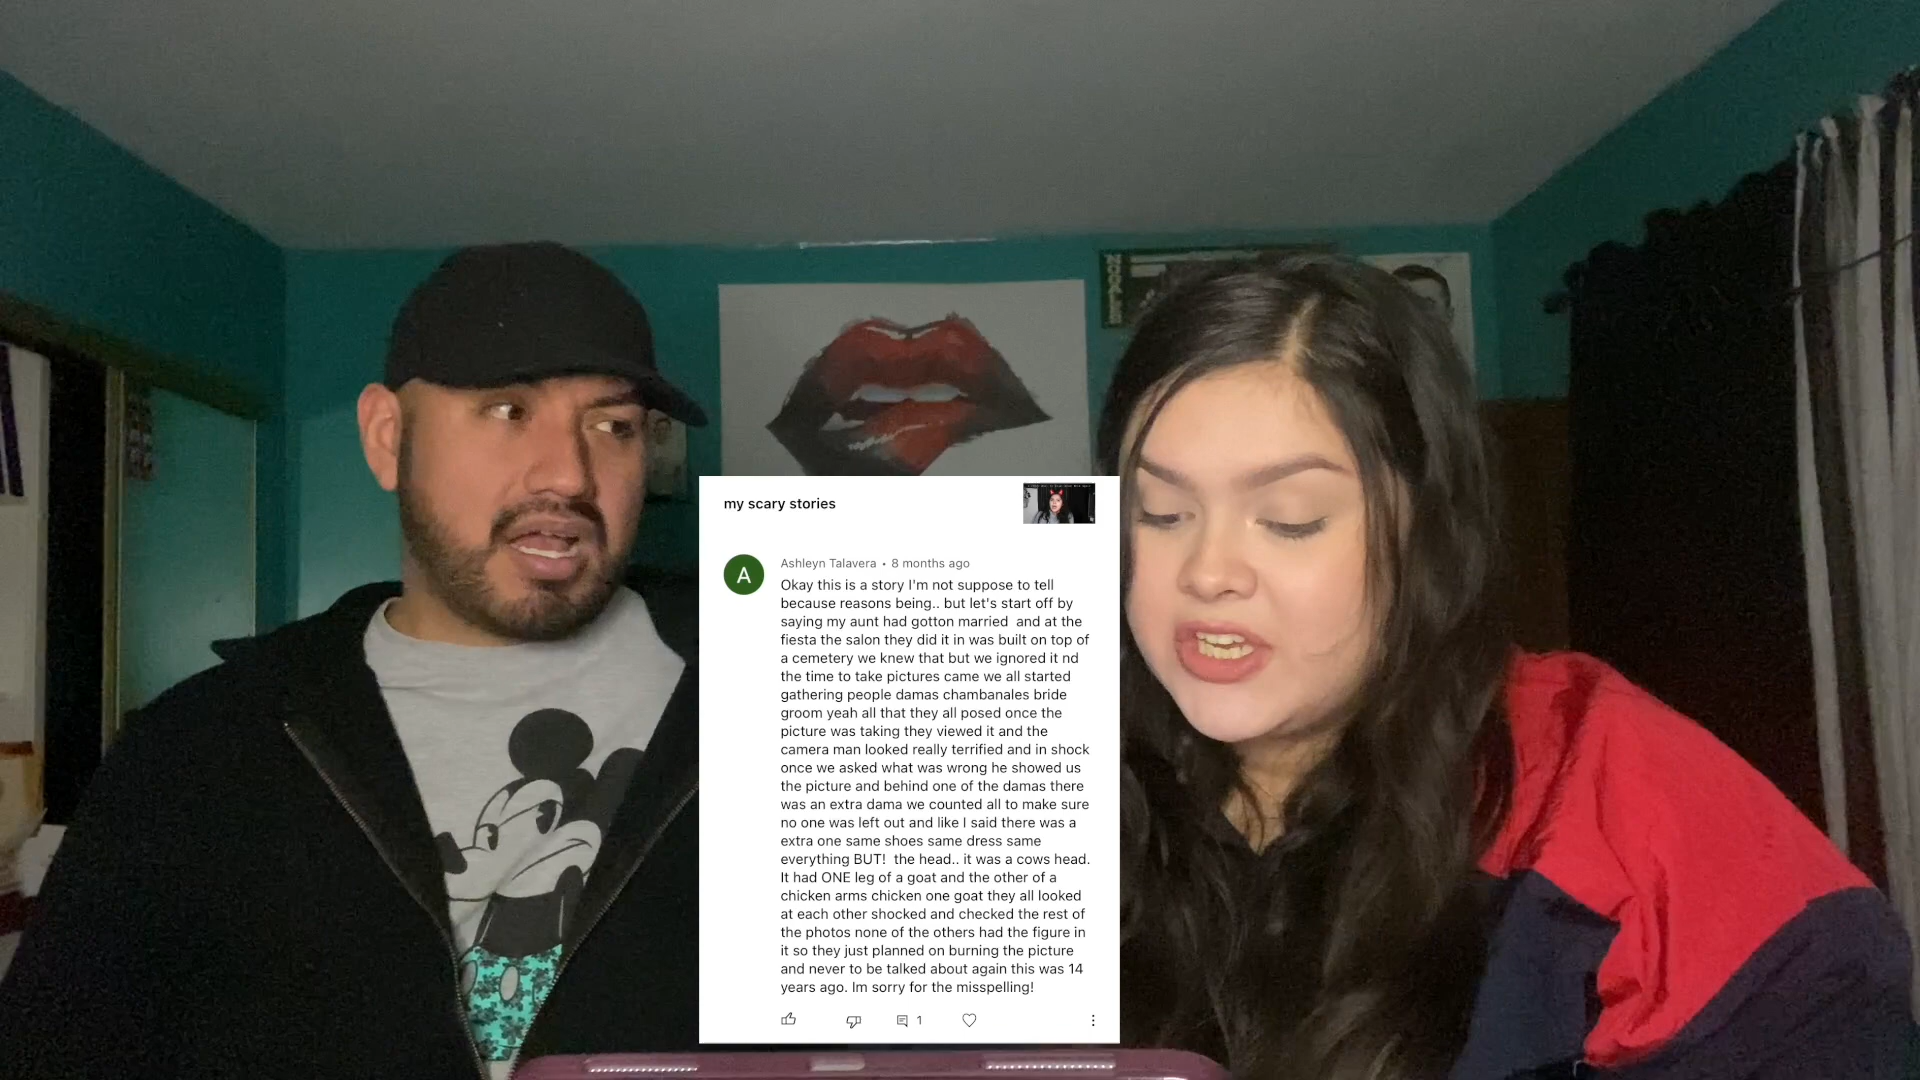 my scary stories
Ashleyn Talavera • 8 months ago
A
Okay this is a story I'm not suppose to tell
because reasons being.. but let's start off by
saying my aunt had gotton married  and at the
fiesta the salon they did it in was built on top of
a cemetery we knew that but we ignored it nd
the time to take pictures came we all started
gathering people damas chambanales bride
groom yeah all that they all posed once the
picture was taking they viewed it and the
camera man looked really terrified and in shock
once we asked what was wrong he showed us
the picture and behind one of the damas there
was an extra dama we counted all to make sure
no one was left out and like I said there was a
extra one same shoes same dress same
everything BUT!  the head.. it was a cows head.
It had ONE leg of a goat and the other of a
chicken arms chicken one goat they all looked
at each other shocked and checked the rest of
the photos none of the others had the figure in
it so they just planned on burning the picture
and never to be talked about again this was 14
years ago. Im sorry for the misspelling!
1